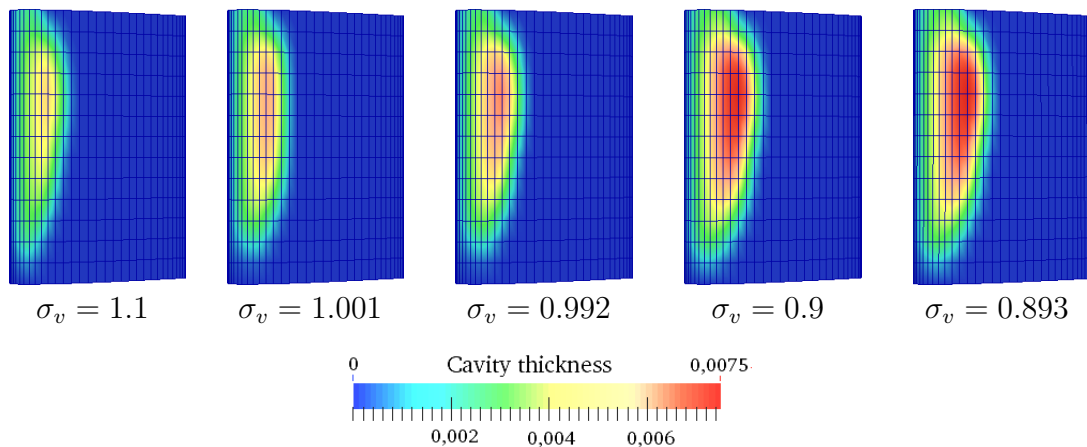 σᵥ = 1.1 σᵥ = 1.001 σᵥ = 0.992 σᵥ = 0.9 σᵥ = 0.893
0 Cavity thickness 0,0075
0,002 0,004 0,006